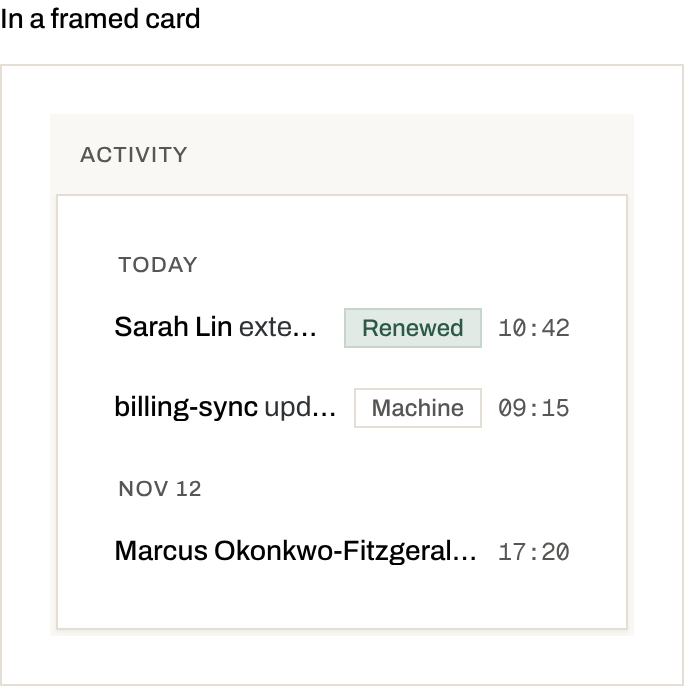 In a framed card
ACTIVITY
TODAY
Sarah Lin exte... Renewed 10:42
billing-sync upd... Machine 09:15
NOV 12
Marcus Okonkwo-Fitzgeral... 17:20